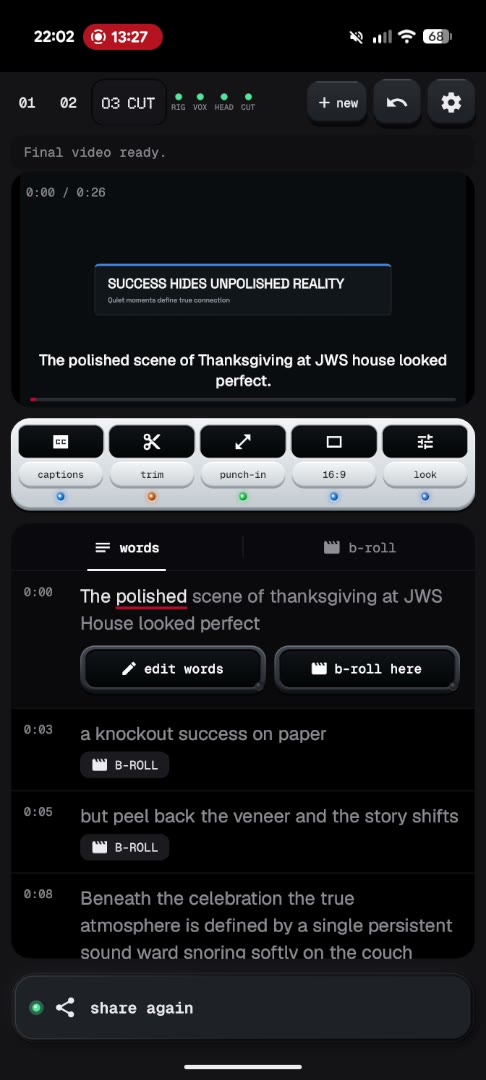 22:02 13:27 68
01 02 03 CUT RIG VOX HEAD CUT + new
Final video ready.
0:00 / 0:26
SUCCESS HIDES UNPOLISHED REALITY
Quiet moments define true connection
The polished scene of Thanksgiving at JWS house looked
perfect.
CC
captions trim punch-in 16:9 look
words b-roll
0:00 The polished scene of thanksgiving at JWS
House looked perfect
edit words b-roll here
0:03 a knockout success on paper
B-ROLL
0:05 but peel back the veneer and the story shifts
B-ROLL
0:08 Beneath the celebration the true
atmosphere is defined by a single persistent
sound ward snoring softly on the couch
share again